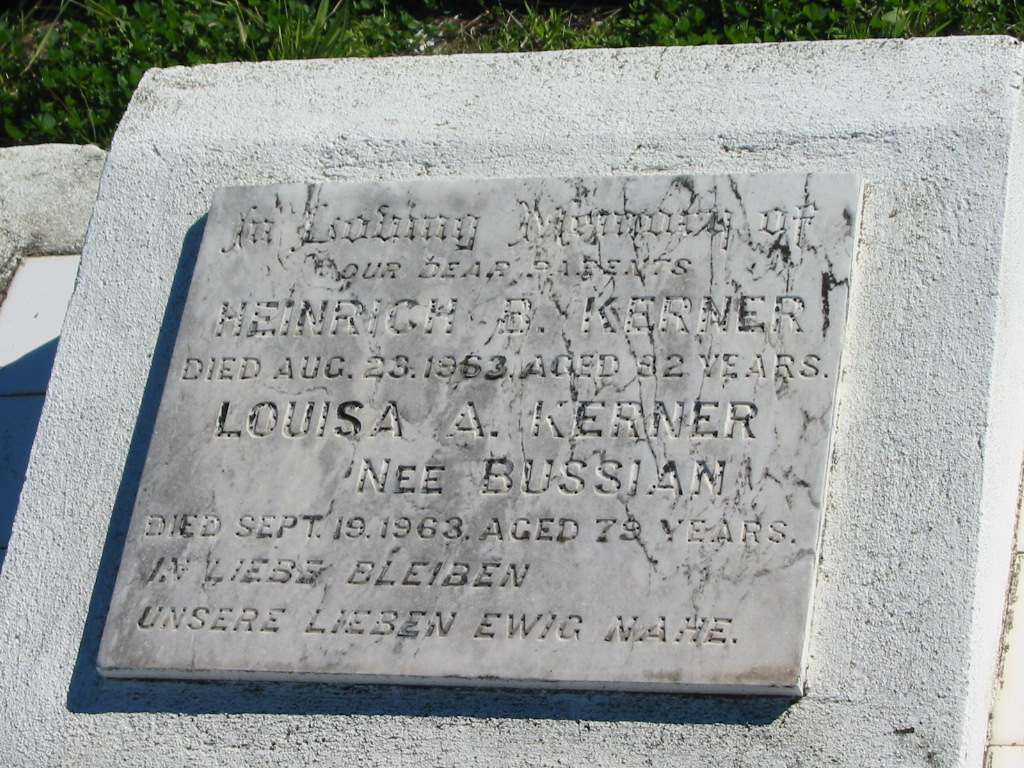 In Loving Memory of
OUR DEAR PARENTS
HEINRICH B. KERNER
DIED AUG. 23. 1963. AGED 82 YEARS.
LOUISA A. KERNER
NEE BUSSIAN
DIED SEPT. 19. 1963. AGED 79 YEARS.
IN LIEBE BLEIBEN
UNSERE LIEBEN EWIG NAHE.